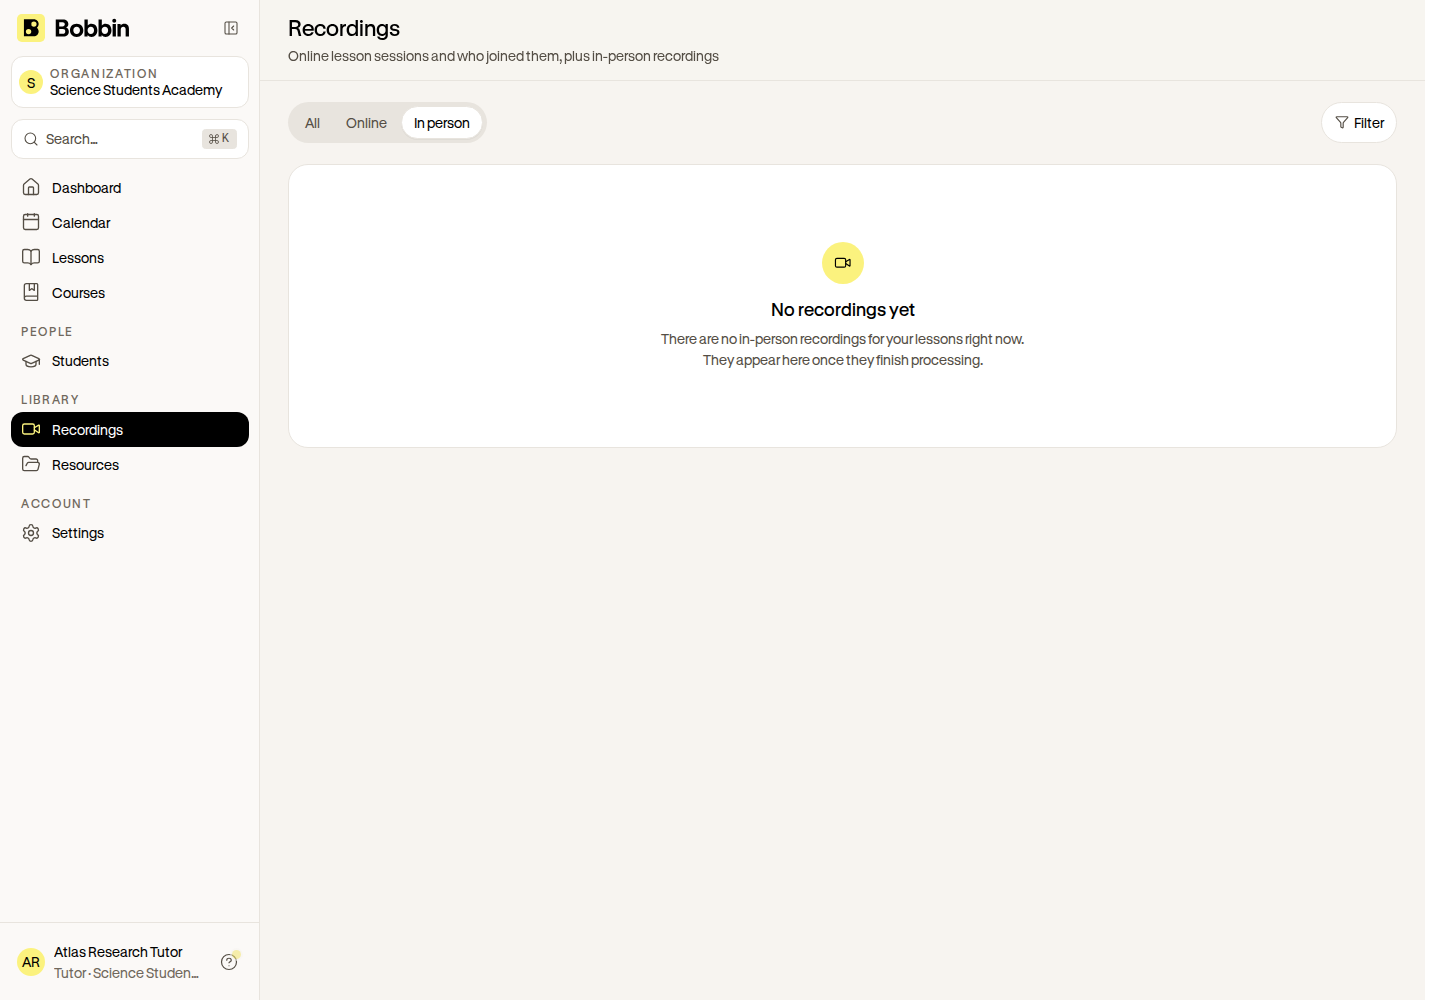 Bobbin
ORGANIZATION
S
Science Students Academy
Search...
⌘ K
Dashboard
Calendar
Lessons
Courses
PEOPLE
Students
LIBRARY
Recordings
Resources
ACCOUNT
Settings
AR
Atlas Research Tutor
Tutor · Science Studen...
Recordings
Online lesson sessions and who joined them, plus in-person recordings
All
Online
In person
Filter
No recordings yet
There are no in-person recordings for your lessons right now.
They appear here once they finish processing.